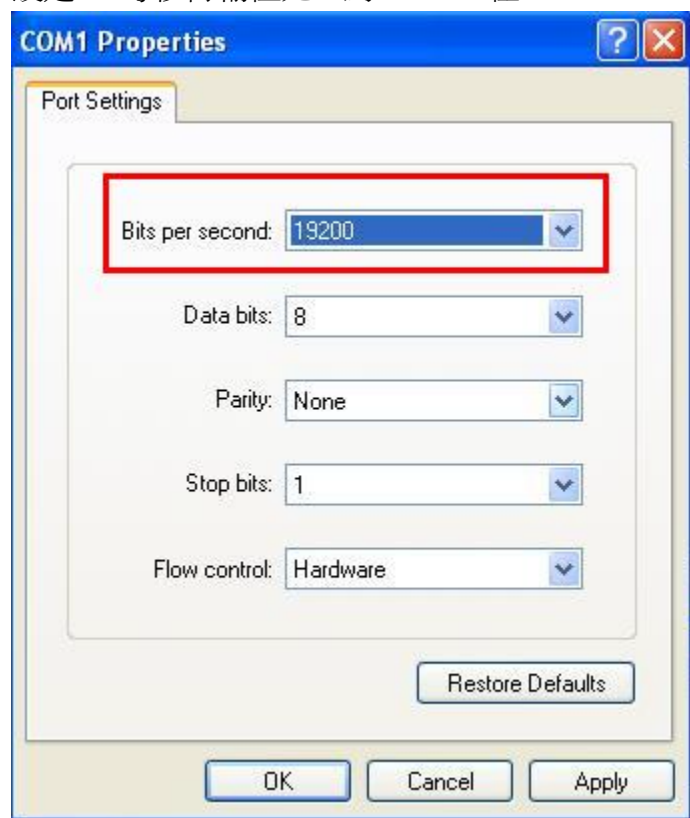 COM1 Properties
Port Settings
Bits per second: 19200
Data bits: 8
Parity: None
Stop bits: 1
Flow control: Hardware
Restore Defaults
OK Cancel Apply